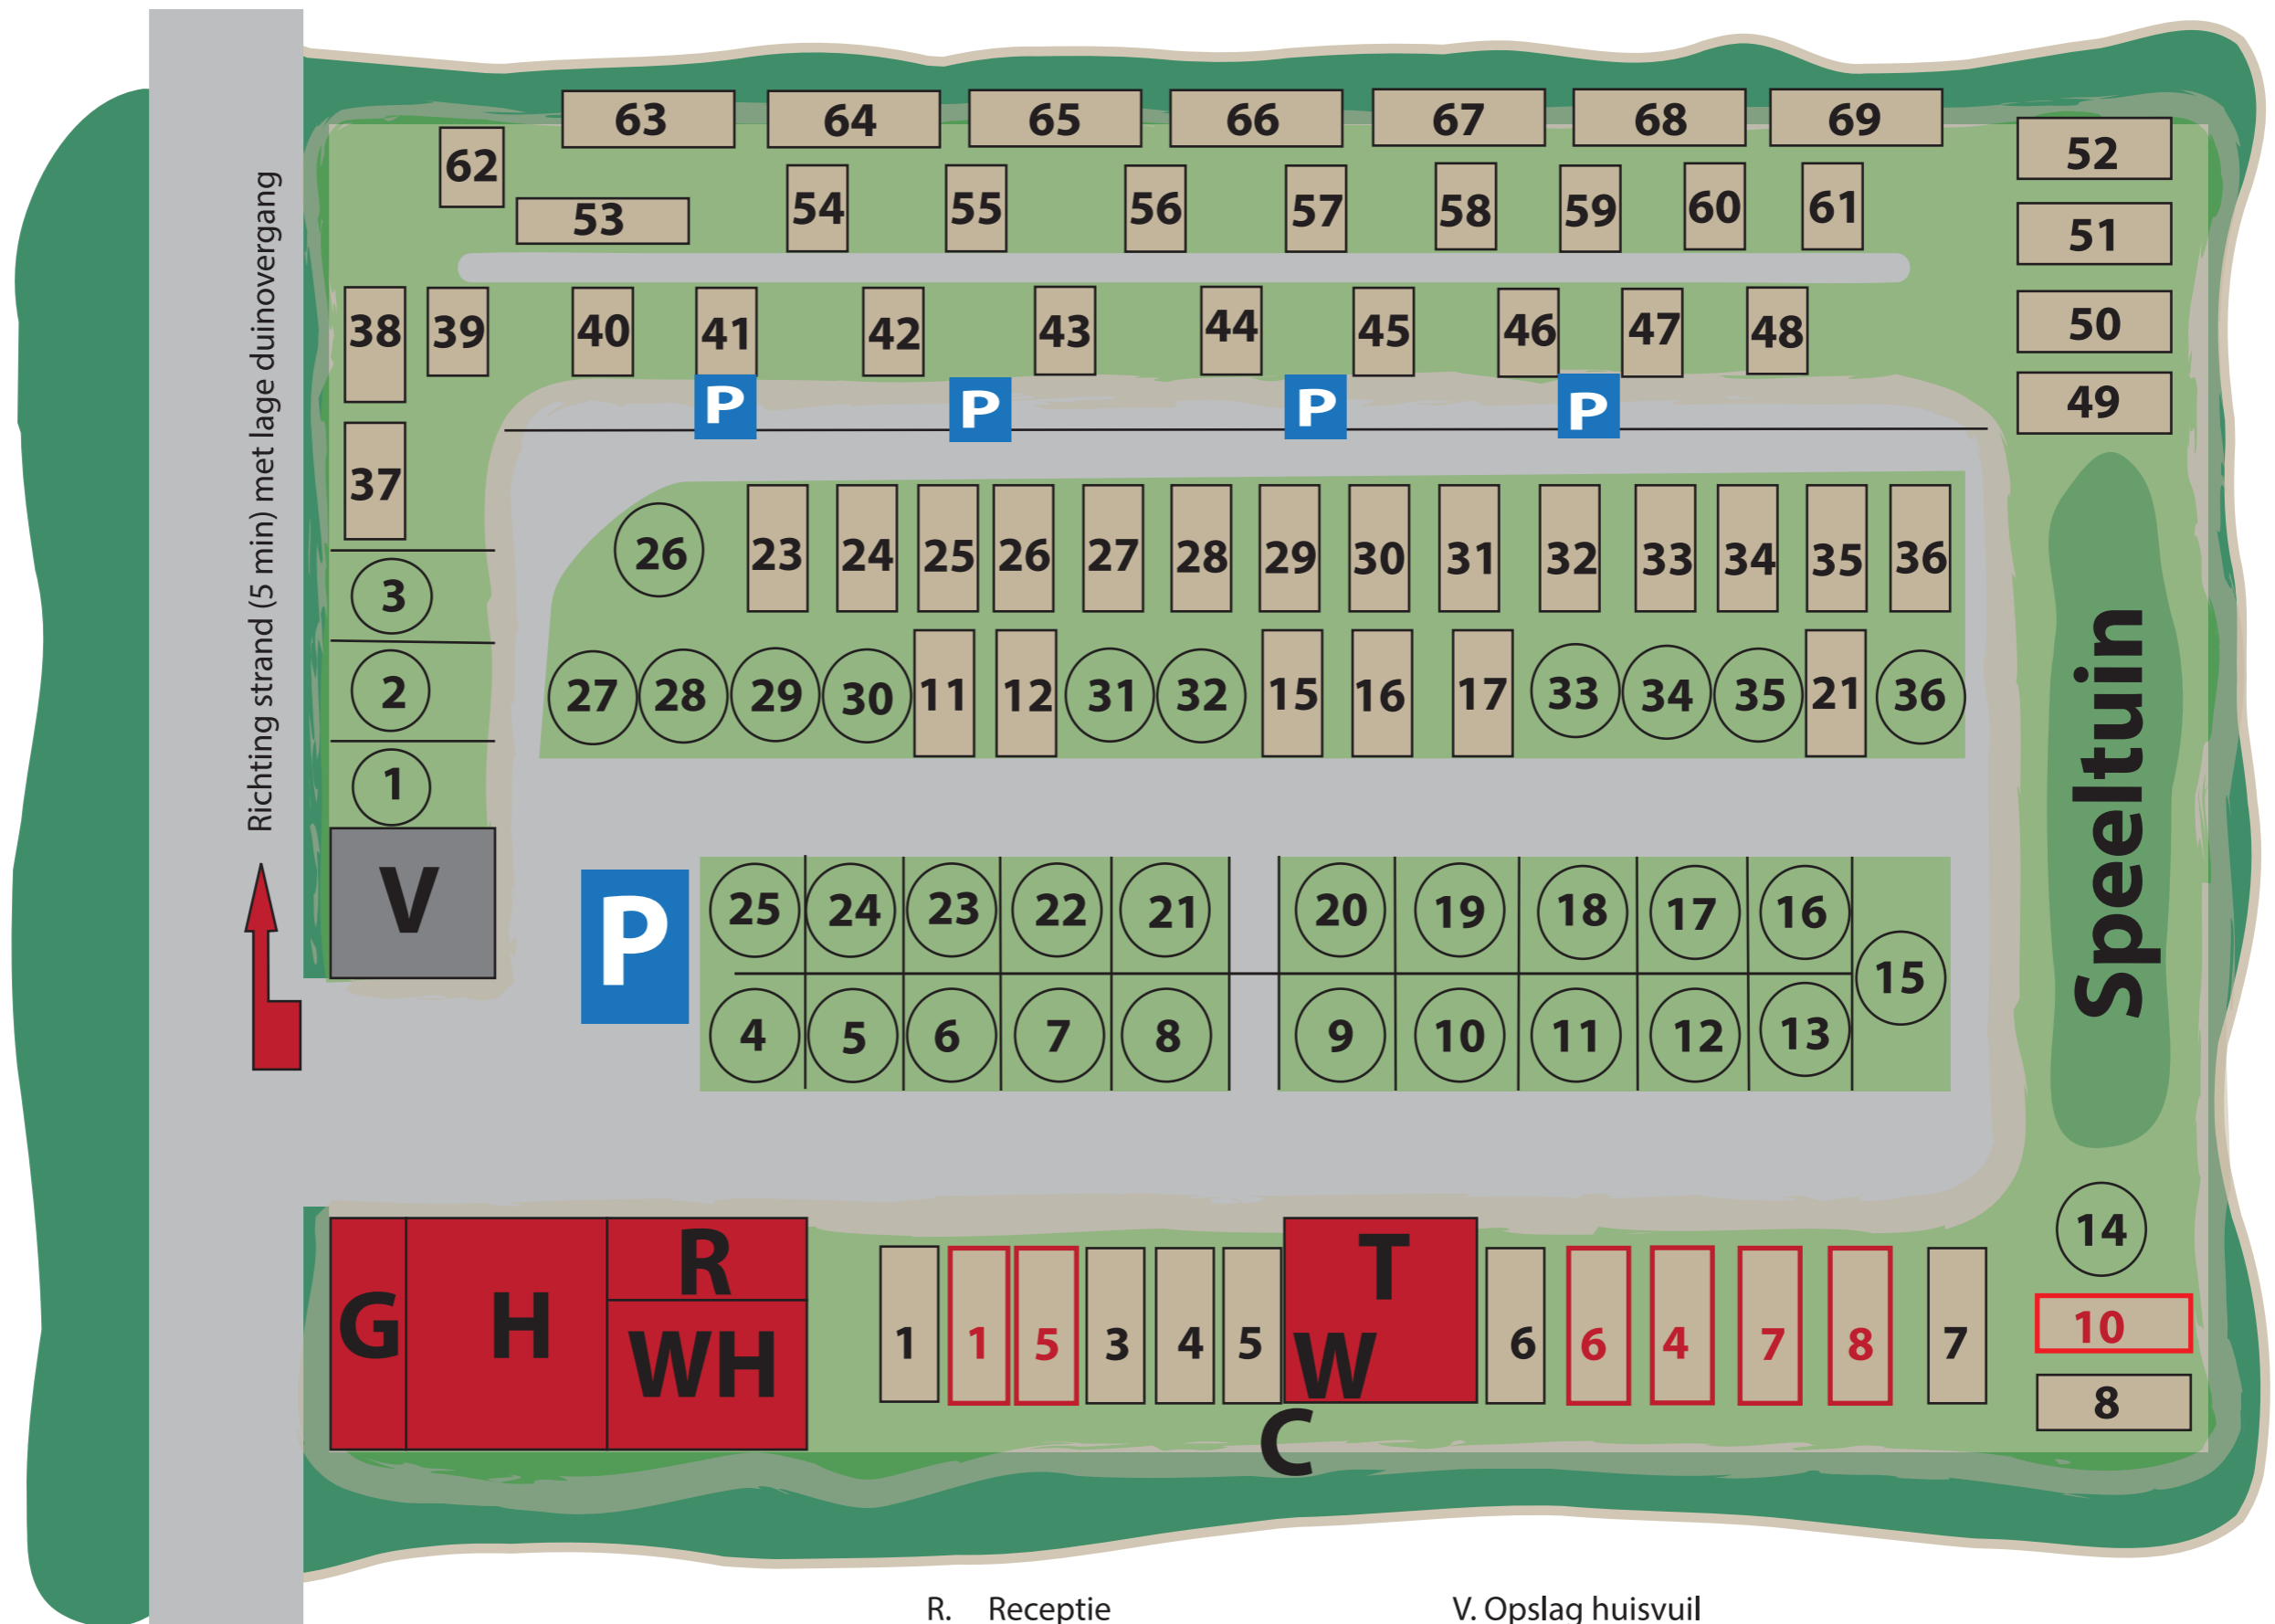 63 64 65 66 67 68 69
52
62
53 54 55 56 57 58 59 60 61
51
38 39 40 41 42 43 44 45 46 47 48
50
49
P P P P
37
26 23 24 25 26 27 28 29 30 31 32 33 34 35 36
3
2
27 28 29 30 11 12 31 32 15 16 17 33 34 35 21 36
1
Richting strand (5 min) met lage duinovergang
Speeltuin
V
P
25 24 23 22 21 20 19 18 17 16
15
4 5 6 7 8 9 10 11 12 13
14
G H R
WH
1 1 5 3 4 5
T
W
6 6 4 7 8 7
10
8
C
R. Receptie
V. Opslag huisvuil